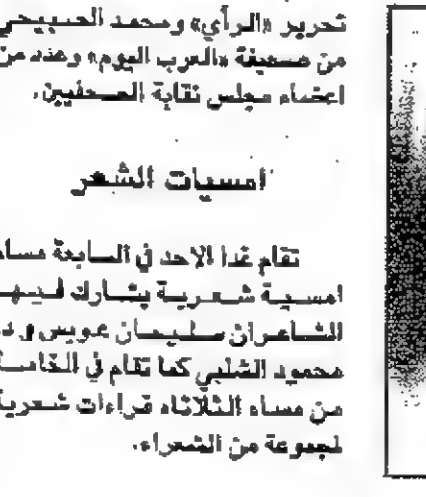 تحرير «الرأي» ومحمد الصبيحي
من صحيفة «العرب اليوم» وعدد من
اعضاء مجلس نقابة الصحفيين.
امسيات الشعر
تقام غدا الاحد في السابعة مساء
امسية شعرية يشارك فيها
الشاعران سليمان عويس و د.
محمود الشلبي كما تقام في الخامسة
من مساء الثلاثاء قراءات شعرية
لمجموعة من الشعراء.